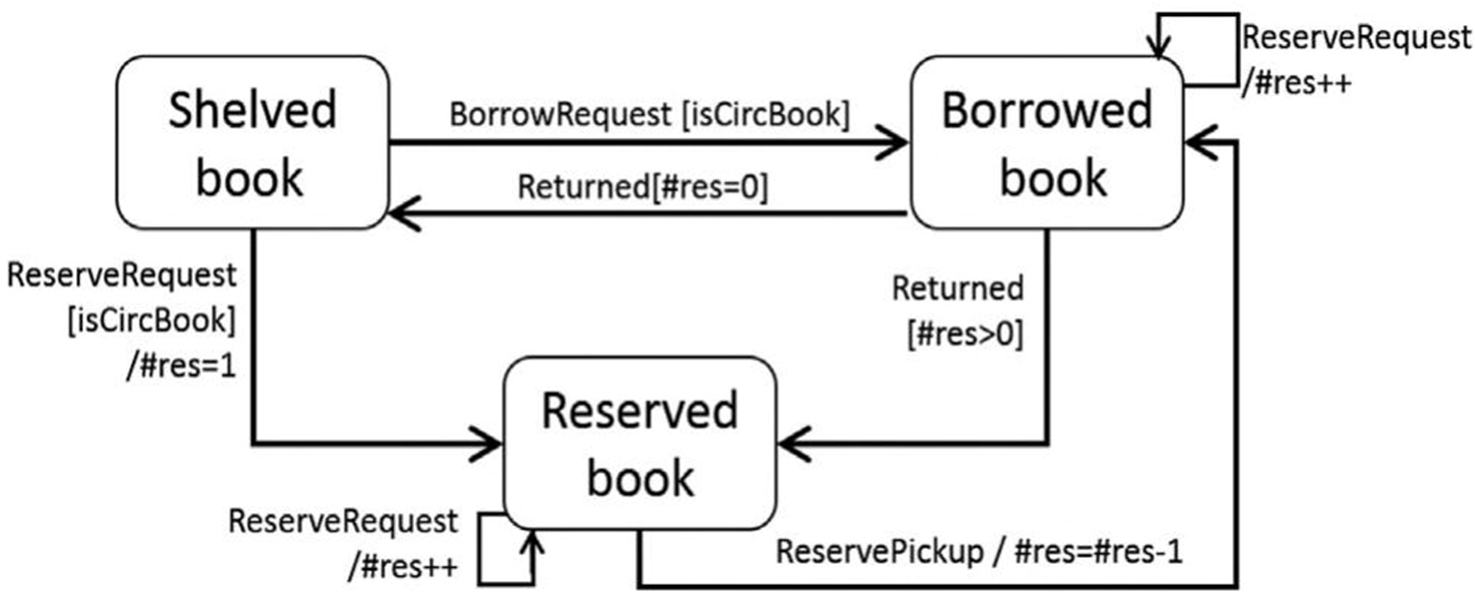 ReserveRequest
/#res++
Shelved
book
BorrowRequest [isCircBook]
Returned[#res=0]
Borrowed
book
ReserveRequest
[isCircBook]
/#res=1
Returned
[#res>0]
Reserved
book
ReserveRequest
/#res++
ReservePickup / #res=#res-1